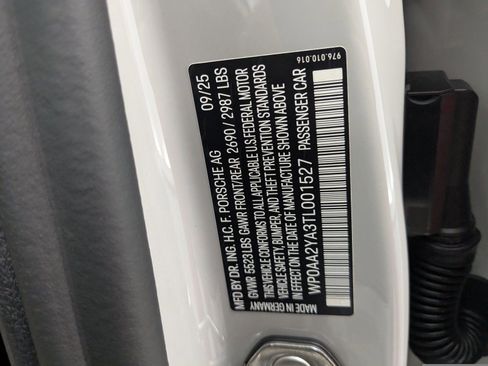 976.010.016
MFD BY DR. ING. H.C. F. PORSCHE AG 09/25
GVWR 5523 LBS GAWR FRONT/REAR 2690/2987 LBS
THIS VEHICLE CONFORMS TO ALL APPLICABLE U.S. FEDERAL MOTOR
VEHICLE SAFETY, BUMPER, AND THEFT PREVENTION STANDARDS
IN EFFECT ON THE DATE OF MANUFACTURE SHOWN ABOVE
WP0AA2YA3TL001527 PASSENGER CAR
MADE IN GERMANY